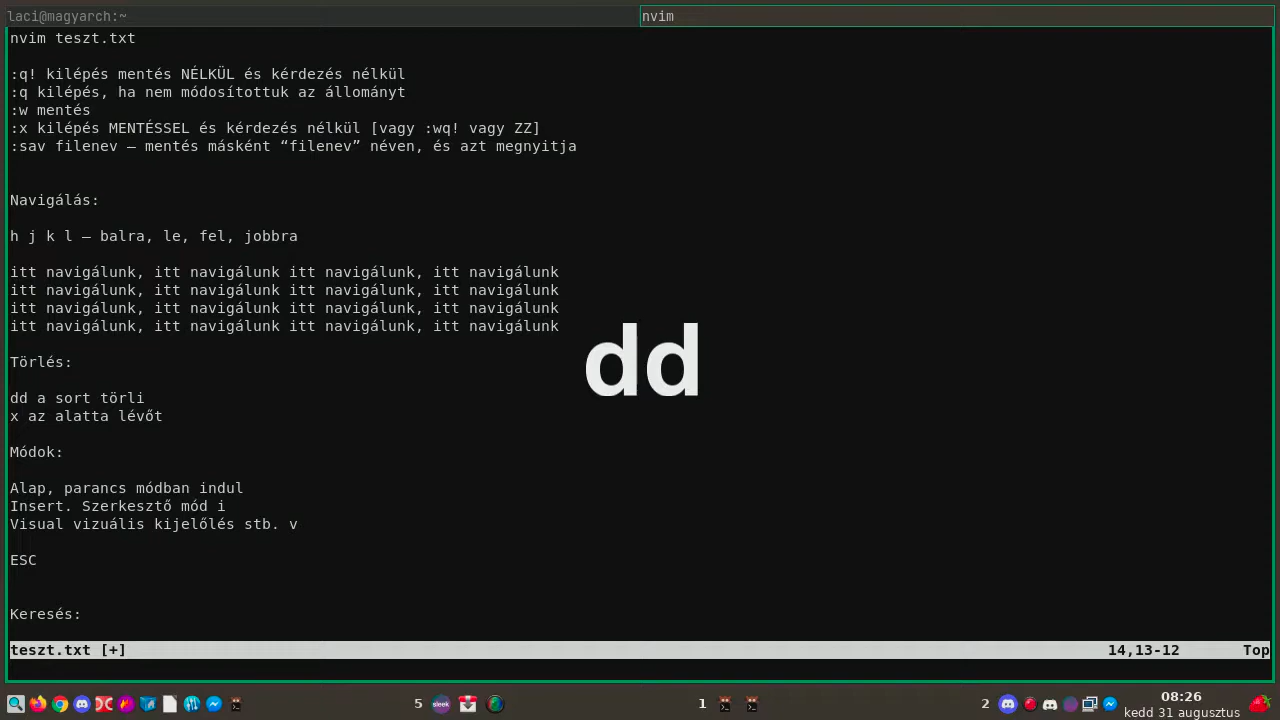 laci@magyarch:~
nvim
nvim teszt.txt
:q! kilépés mentés NÉLKÜL és kérdezés nélkül
:q kilépés, ha nem módosítottuk az állományt
:w mentés
:x kilépés MENTÉSSEL és kérdezés nélkül [vagy :wq! vagy ZZ]
:sav filenev – mentés másként “filenev” néven, és azt megnyitja
Navigálás:
h j k l – balra, le, fel, jobbra
itt navigálunk, itt navigálunk itt navigálunk, itt navigálunk
itt navigálunk, itt navigálunk itt navigálunk, itt navigálunk
itt navigálunk, itt navigálunk itt navigálunk, itt navigálunk
itt navigálunk, itt navigálunk itt navigálunk, itt navigálunk
dd
Törlés:
dd a sort törli
x az alatta lévőt
Módok:
Alap, parancs módban indul
Insert. Szerkesztő mód i
Visual vizuális kijelőlés stb. v
ESC
Keresés:
teszt.txt [+] 14,13-12 Top
5 sleek 1 2 08:26
kedd 31 augusztus